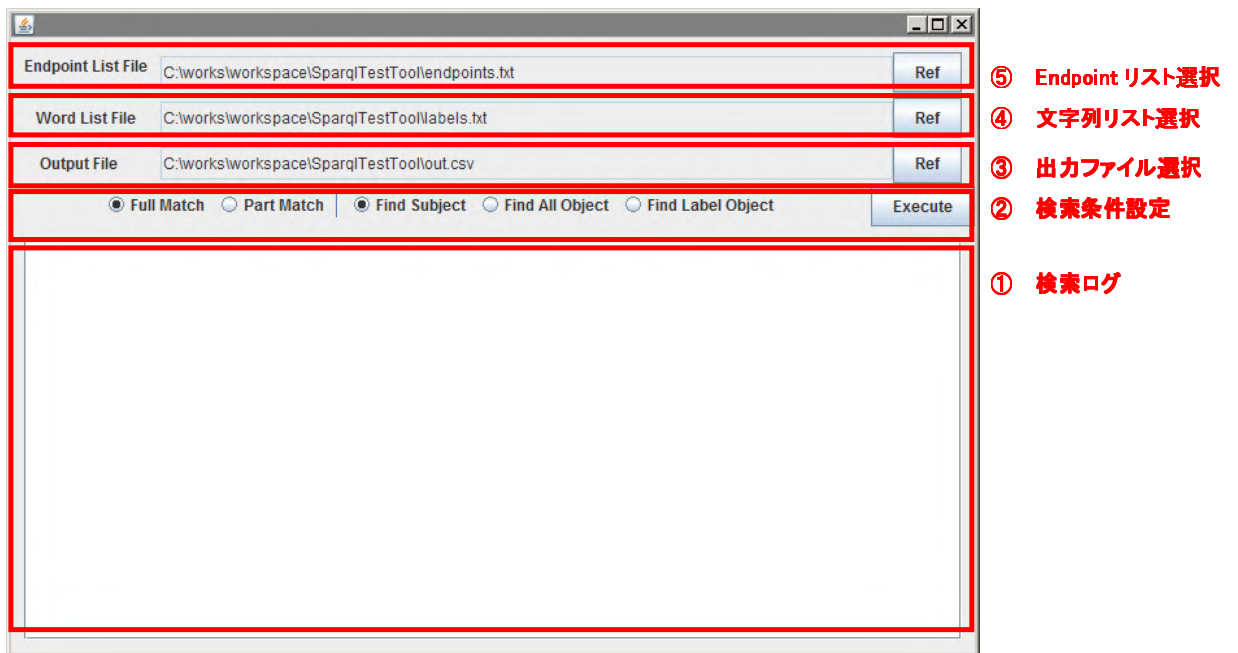 Endpoint List File C:\works\workspace\SparqlTestTool\endpoints.txt Ref
⑤ Endpoint リスト選択
Word List File C:\works\workspace\SparqlTestTool\labels.txt Ref
④ 文字列リスト選択
Output File C:\works\workspace\SparqlTestTool\out.csv Ref
③ 出力ファイル選択
Full Match Part Match Find Subject Find All Object Find Label Object Execute
② 検索条件設定
① 検索ログ